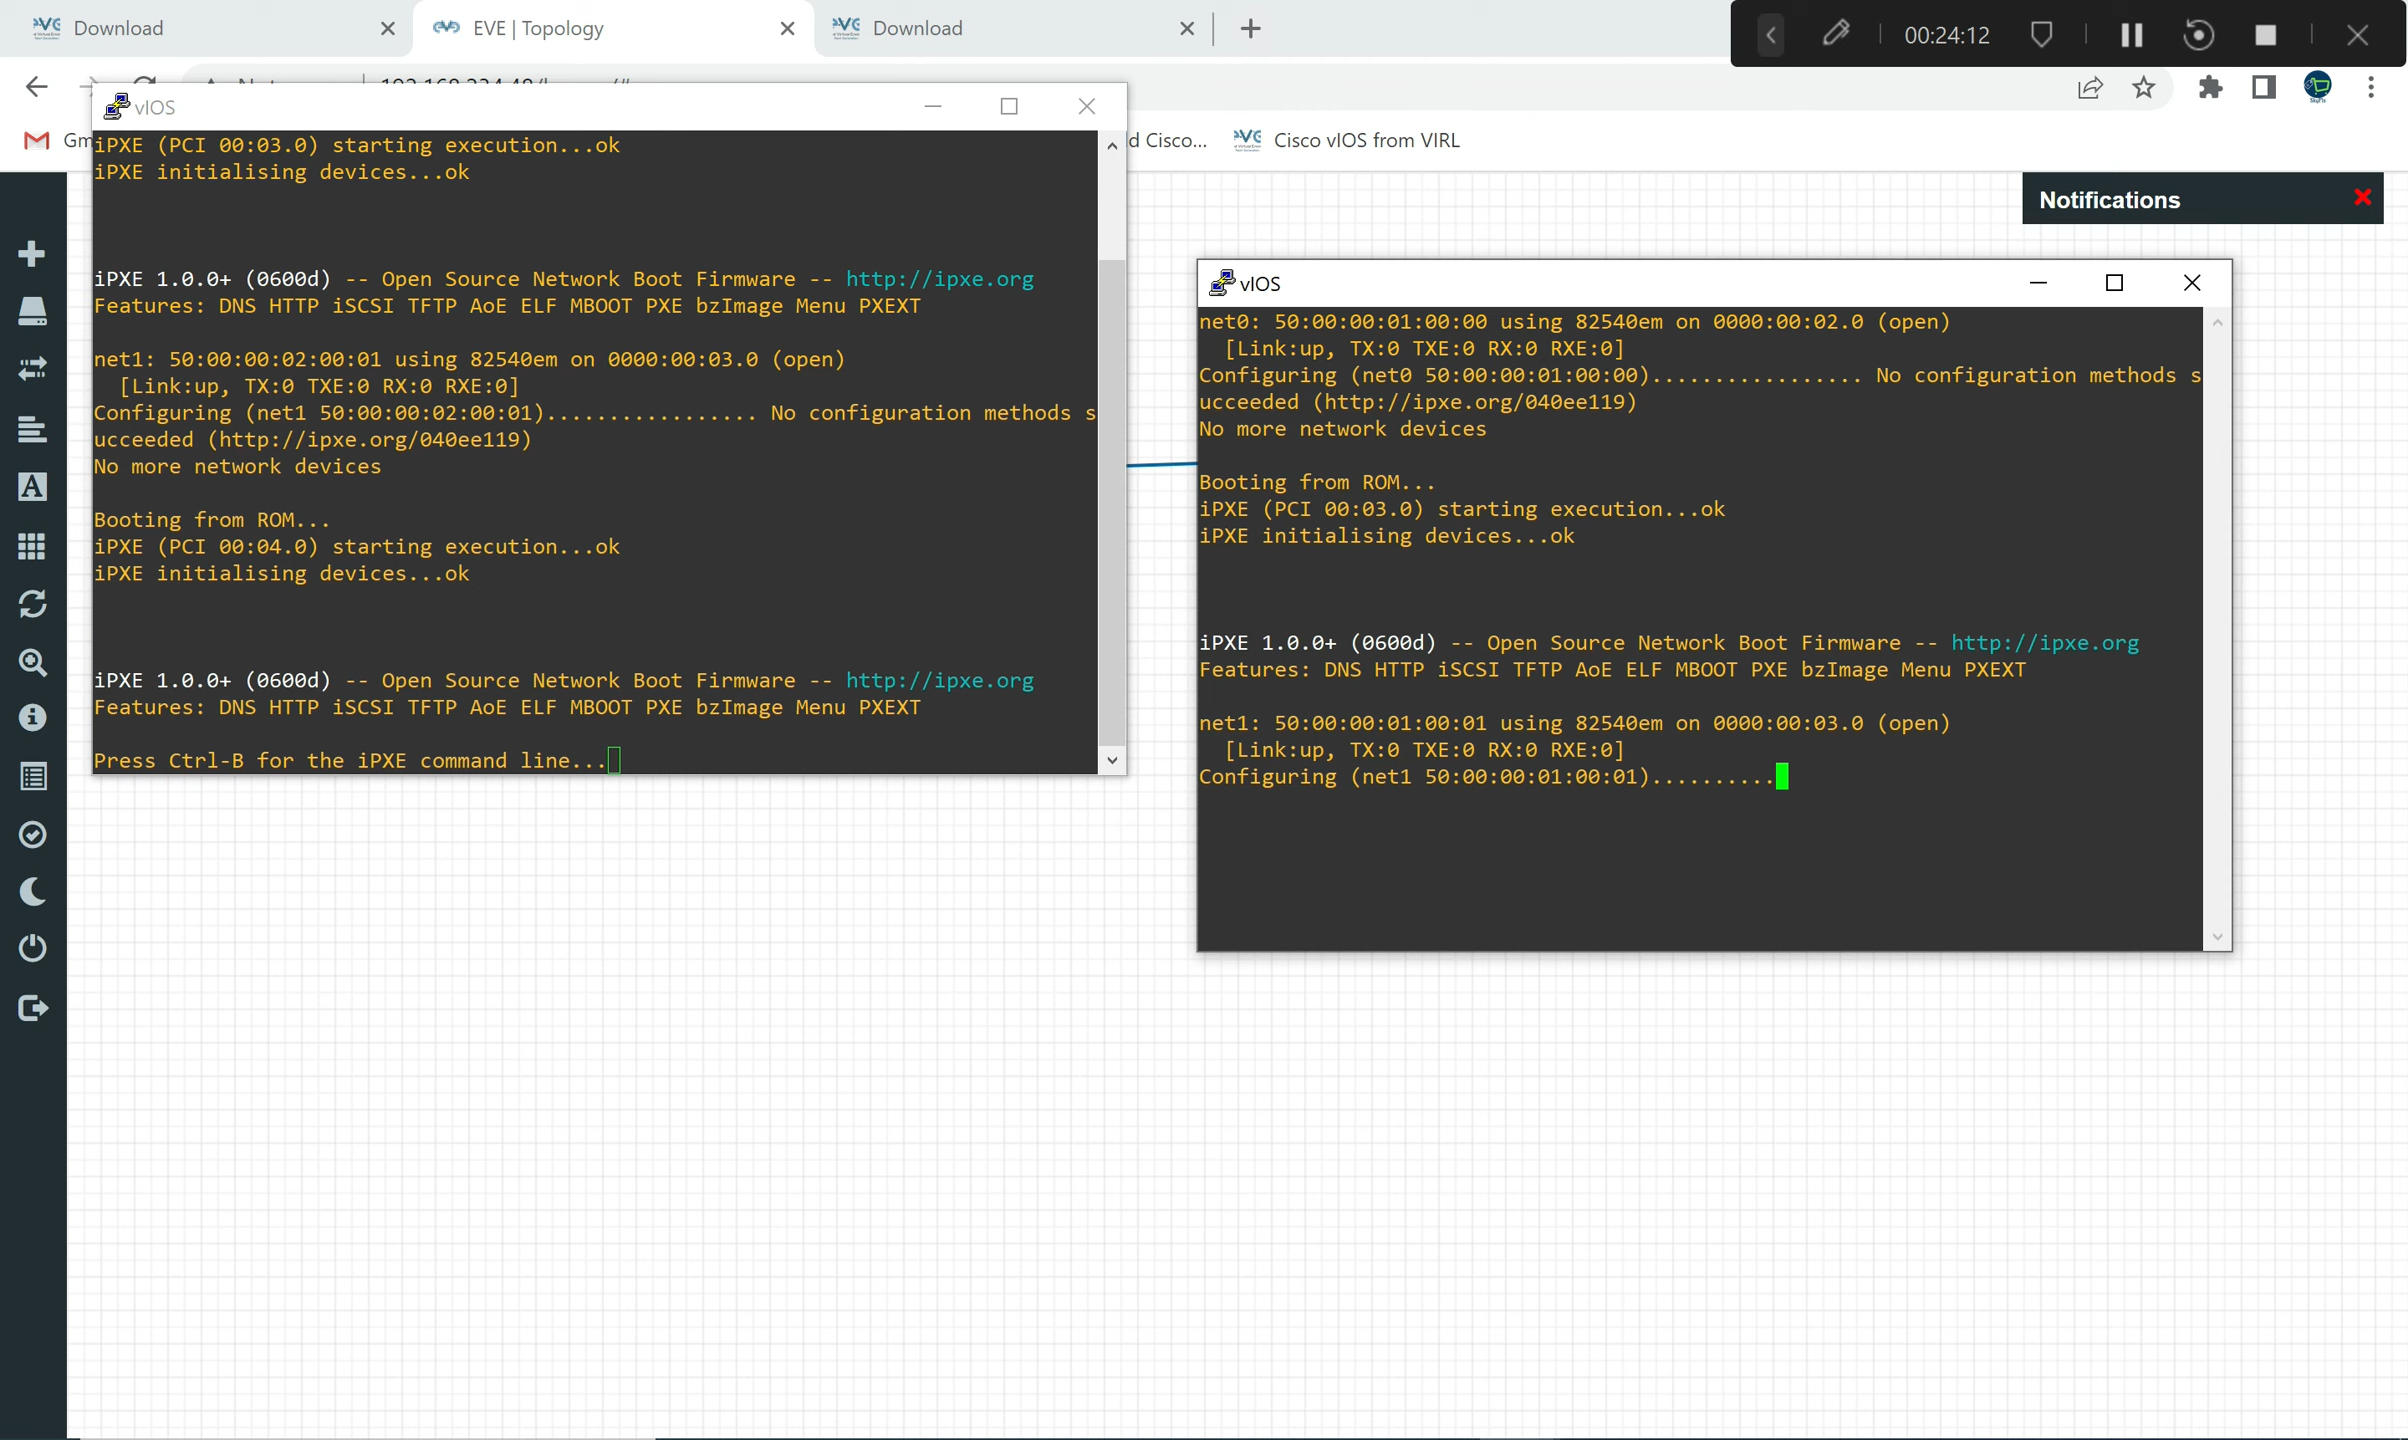 Download
EVE | Topology
Download
00:24:12
vIOS
d Cisco...
Cisco vIOS from VIRL
Notifications
iPXE (PCI 00:03.0) starting execution...ok
iPXE initialising devices...ok
iPXE 1.0.0+ (0600d) -- Open Source Network Boot Firmware -- http://ipxe.org
Features: DNS HTTP iSCSI TFTP AoE ELF MBOOT PXE bzImage Menu PXEXT
net1: 50:00:00:02:00:01 using 82540em on 0000:00:03.0 (open)
[Link:up, TX:0 TXE:0 RX:0 RXE:0]
Configuring (net1 50:00:00:02:00:01)................. No configuration methods s
ucceeded (http://ipxe.org/040ee119)
No more network devices
Booting from ROM...
iPXE (PCI 00:04.0) starting execution...ok
iPXE initialising devices...ok
iPXE 1.0.0+ (0600d) -- Open Source Network Boot Firmware -- http://ipxe.org
Features: DNS HTTP iSCSI TFTP AoE ELF MBOOT PXE bzImage Menu PXEXT
Press Ctrl-B for the iPXE command line...
vIOS
net0: 50:00:00:01:00:00 using 82540em on 0000:00:02.0 (open)
[Link:up, TX:0 TXE:0 RX:0 RXE:0]
Configuring (net0 50:00:00:01:00:00)................. No configuration methods s
ucceeded (http://ipxe.org/040ee119)
No more network devices
Booting from ROM...
iPXE (PCI 00:03.0) starting execution...ok
iPXE initialising devices...ok
iPXE 1.0.0+ (0600d) -- Open Source Network Boot Firmware -- http://ipxe.org
Features: DNS HTTP iSCSI TFTP AoE ELF MBOOT PXE bzImage Menu PXEXT
net1: 50:00:00:01:00:01 using 82540em on 0000:00:03.0 (open)
[Link:up, TX:0 TXE:0 RX:0 RXE:0]
Configuring (net1 50:00:00:01:00:01)..........